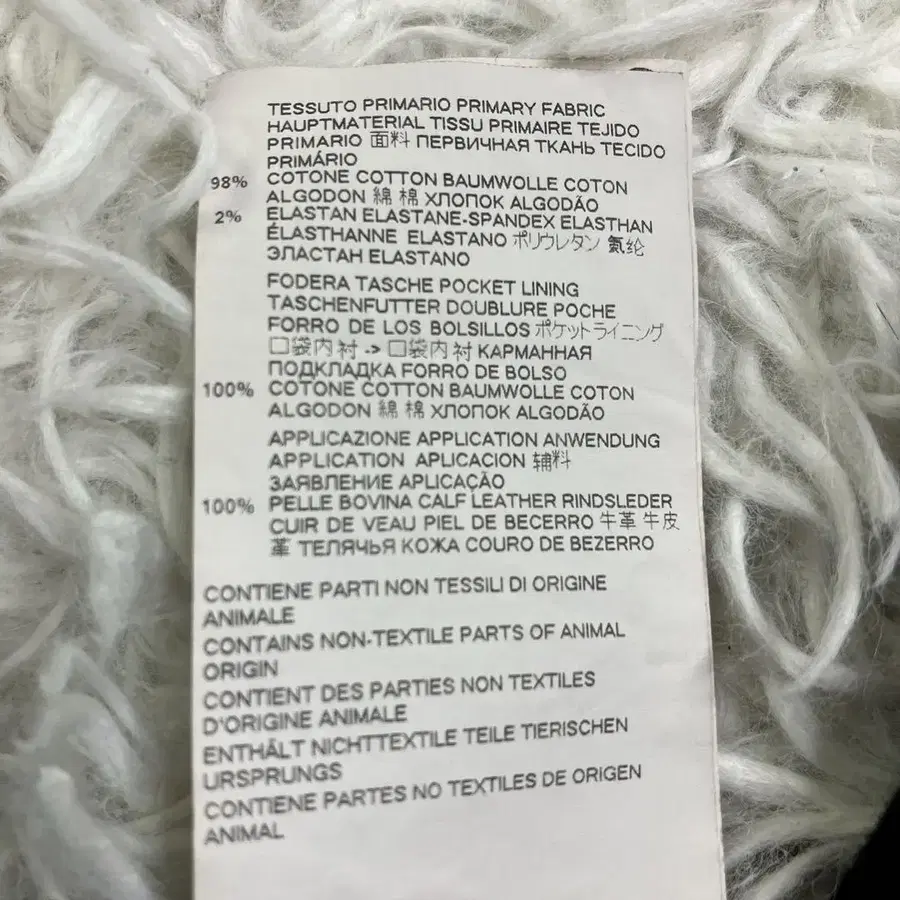 TESSUTO PRIMARIO PRIMARY FABRIC
HAUPTMATERIAL TISSU PRIMAIRE TEJIDO
PRIMARIO 面料 ПЕРВИЧНАЯ ТКАНЬ TECIDO
PRIMÁRIO
98% COTONE COTTON BAUMWOLLE COTON
ALGODON 綿 棉 ХЛОПОК ALGODÃO
2% ELASTAN ELASTANE-SPANDEX ELASTHAN
ÉLASTHANNE ELASTANO ポリウレタン 氨纶
ЭЛАСТАН ELASTANO
FODERA TASCHE POCKET LINING
TASCHENFUTTER DOUBLURE POCHE
FORRO DE LOS BOLSILLOS ポケットライニング
口袋内衬 -> 口袋内衬 КАРМАННАЯ
ПОДКЛАДКА FORRO DE BOLSO
100% COTONE COTTON BAUMWOLLE COTON
ALGODON 綿 棉 ХЛОПОК ALGODÃO
APPLICAZIONE APPLICATION ANWENDUNG
APPLICATION APLICACION 辅料
ЗАЯВЛЕНИЕ APLICAÇÃO
100% PELLE BOVINA CALF LEATHER RINDSLEDER
CUIR DE VEAU PIEL DE BECERRO 牛革 牛皮
革 ТЕЛЯЧЬЯ КОЖА COURO DE BEZERRO
CONTIENE PARTI NON TESSILI DI ORIGINE
ANIMALE
CONTAINS NON-TEXTILE PARTS OF ANIMAL
ORIGIN
CONTIENT DES PARTIES NON TEXTILES
D'ORIGINE ANIMALE
ENTHÄLT NICHTTEXTILE TEILE TIERISCHEN
URSPRUNGS
CONTIENE PARTES NO TEXTILES DE ORIGEN
ANIMAL